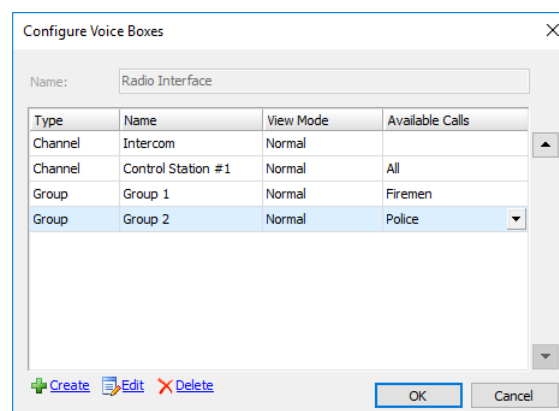 Configure Voice Boxes
Name: Radio Interface
Type Name View Mode Available Calls
Channel Intercom Normal
Channel Control Station #1 Normal All
Group Group 1 Normal Firemen
Group Group 2 Normal Police
Create Edit Delete
OK Cancel